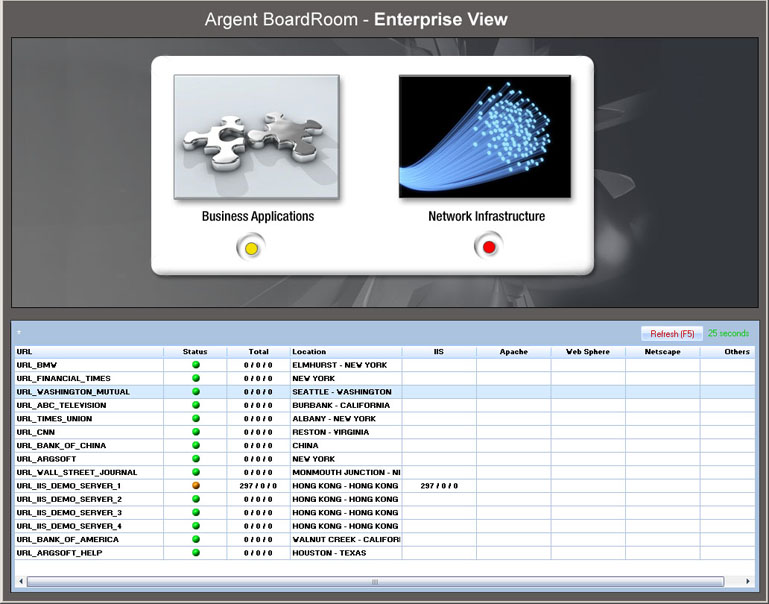 Argent BoardRoom - Enterprise View
Business Applications
Network Infrastructure
Refresh (F5) 25 seconds
URL Status Total Location IIS Apache Web Sphere Netscape Others
URL_BMW 0 / 0 / 0 ELMHURST - NEW YORK
URL_FINANCIAL_TIMES 0 / 0 / 0 NEW YORK
URL_WASHINGTON_MUTUAL 0 / 0 / 0 SEATTLE - WASHINGTON
URL_ABC_TELEVISION 0 / 0 / 0 BURBANK - CALIFORNIA
URL_TIMES_UNION 0 / 0 / 0 ALBANY - NEW YORK
URL_CNN 0 / 0 / 0 RESTON - VIRGINIA
URL_BANK_OF_CHINA 0 / 0 / 0 CHINA
URL_ARGSOFT 0 / 0 / 0 NEW YORK
URL_WALL_STREET_JOURNAL 0 / 0 / 0 MONMOUTH JUNCTION - NI
URL_IIS_DEMO_SERVER_1 297 / 0 / 0 HONG KONG - HONG KONG 297 / 0 / 0
URL_IIS_DEMO_SERVER_2 0 / 0 / 0 HONG KONG - HONG KONG
URL_IIS_DEMO_SERVER_3 0 / 0 / 0 HONG KONG - HONG KONG
URL_IIS_DEMO_SERVER_4 0 / 0 / 0 HONG KONG - HONG KONG
URL_BANK_OF_AMERICA 0 / 0 / 0 WALNUT CREEK - CALIFORI
URL_ARGSOFT_HELP 0 / 0 / 0 HOUSTON - TEXAS